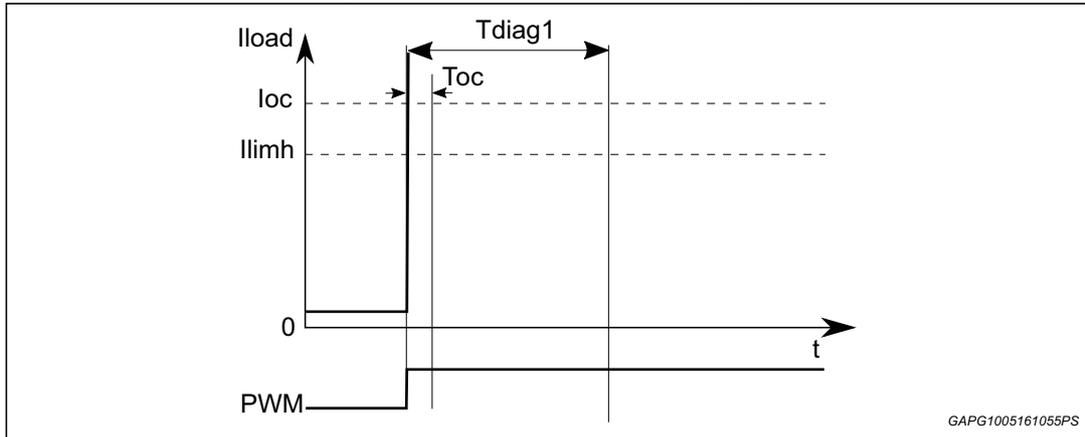 Iload
Tdiag1
Toc
Ioc
Ilimh
0
t
PWM
GAPG1005161055PS